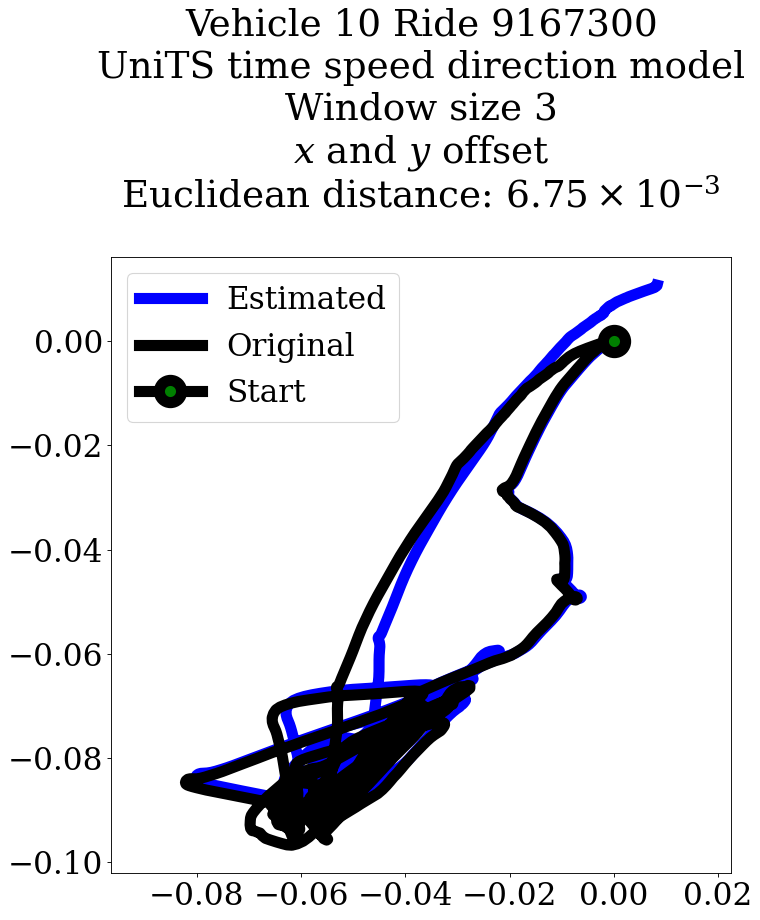 Vehicle 10 Ride 9167300
UniTS time speed direction model
Window size 3
x and y offset
Euclidean distance: 6.75 × 10⁻³
Estimated
Original
Start
0.00
−0.02
−0.04
−0.06
−0.08
−0.10
−0.08 −0.06 −0.04 −0.02 0.00 0.02